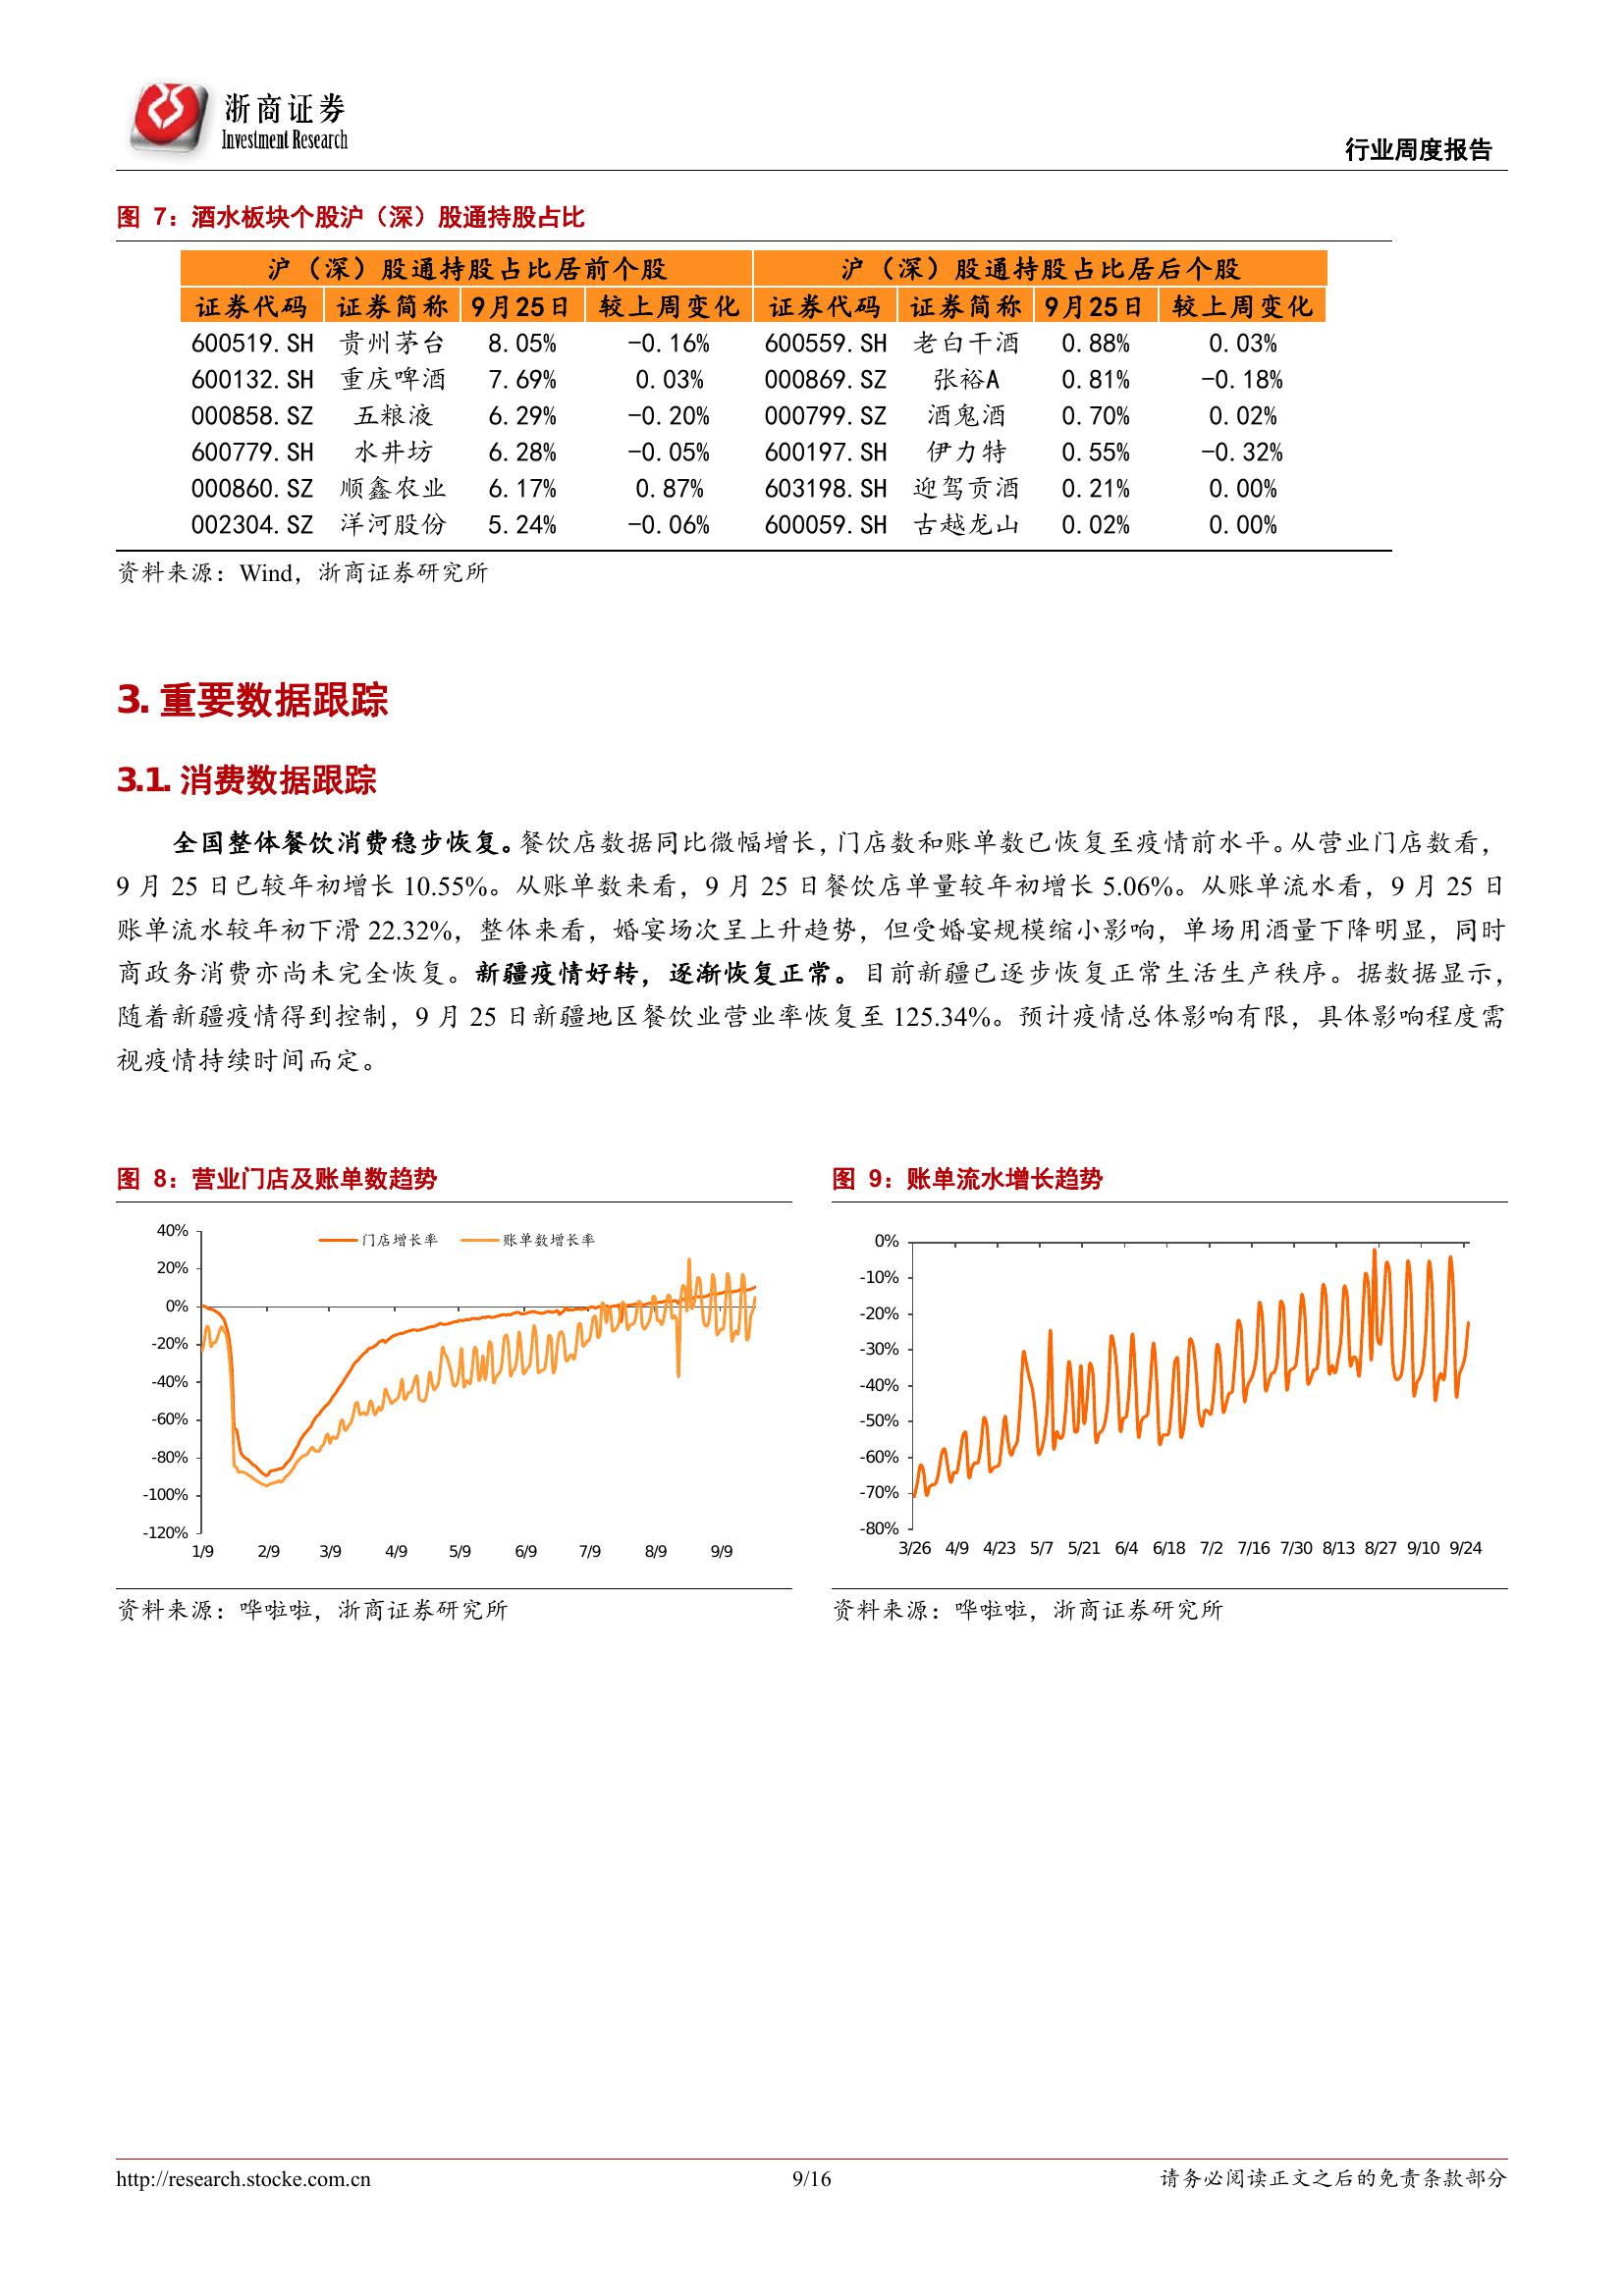 浙商证券
Investment Research
行业周度报告
图 7：酒水板块个股沪（深）股通持股占比
沪（深）股通持股占比居前个股 沪（深）股通持股占比居后个股
证券代码 证券简称 9月25日 较上周变化 证券代码 证券简称 9月25日 较上周变化
600519.SH 贵州茅台 8.05% -0.16% 600559.SH 老白干酒 0.88% 0.03%
600132.SH 重庆啤酒 7.69% 0.03% 000869.SZ 张裕A 0.81% -0.18%
000858.SZ 五粮液 6.29% -0.20% 000799.SZ 酒鬼酒 0.70% 0.02%
600779.SH 水井坊 6.28% -0.05% 600197.SH 伊力特 0.55% -0.32%
000860.SZ 顺鑫农业 6.17% 0.87% 603198.SH 迎驾贡酒 0.21% 0.00%
002304.SZ 洋河股份 5.24% -0.06% 600059.SH 古越龙山 0.02% 0.00%
资料来源：Wind，浙商证券研究所
3. 重要数据跟踪
3.1. 消费数据跟踪
全国整体餐饮消费稳步恢复。餐饮店数据同比微幅增长，门店数和账单数已恢复至疫情前水平。从营业门店数看，
9 月 25 日已较年初增长 10.55%。从账单数来看，9 月 25 日餐饮店单量较年初增长 5.06%。从账单流水看，9 月 25 日
账单流水较年初下滑 22.32%，整体来看，婚宴场次呈上升趋势，但受婚宴规模缩小影响，单场用酒量下降明显，同时
商政务消费亦尚未完全恢复。新疆疫情好转，逐渐恢复正常。目前新疆已逐步恢复正常生活生产秩序。据数据显示，
随着新疆疫情得到控制，9 月 25 日新疆地区餐饮业营业率恢复至 125.34%。预计疫情总体影响有限，具体影响程度需
视疫情持续时间而定。
图 8：营业门店及账单数趋势
门店增长率 账单数增长率
40%
20%
0%
-20%
-40%
-60%
-80%
-100%
-120%
1/9 2/9 3/9 4/9 5/9 6/9 7/9 8/9 9/9
资料来源：哗啦啦，浙商证券研究所
图 9：账单流水增长趋势
0%
-10%
-20%
-30%
-40%
-50%
-60%
-70%
-80%
3/26 4/9 4/23 5/7 5/21 6/4 6/18 7/2 7/16 7/30 8/13 8/27 9/10 9/24
资料来源：哗啦啦，浙商证券研究所
http://research.stocke.com.cn 9/16 请务必阅读正文之后的免责条款部分